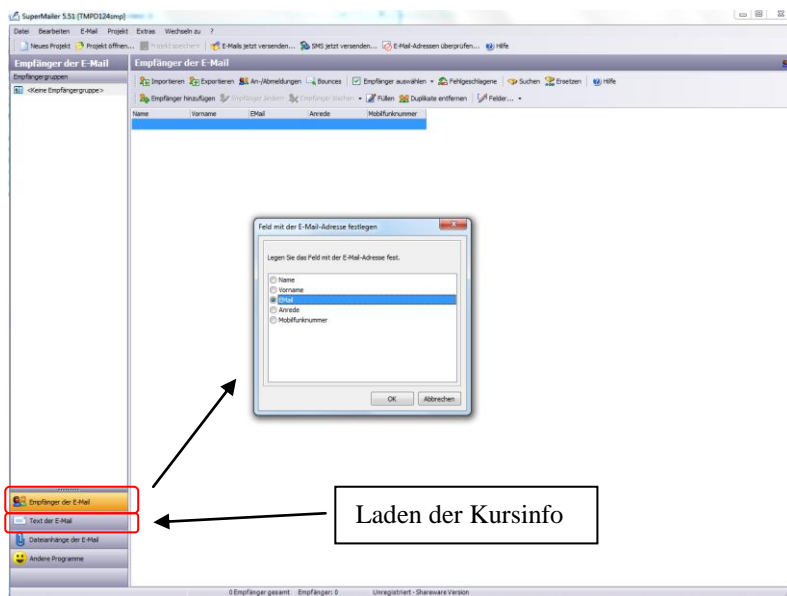 SuperMailer 5.51 (TMPD124smp)
Datei Bearbeiten E-Mail Projekt Extras Wechseln zu ?
Neues Projekt Projekt öffnen... Projekt speichern E-Mails jetzt versenden... SMS jetzt versenden... E-Mail-Adressen überprüfen... Hilfe
Empfänger der E-Mail
Empfängergruppen
<Keine Empfängergruppe>
Empfänger der E-Mail
Importieren Exportieren An-/Abmeldungen Bounces Empfänger auswählen Fehlgeschlagene Suchen Ersetzen Hilfe
Empfänger hinzufügen Empfänger ändern Empfänger löschen Füllen Duplikate entfernen Felder...
Name Vorname EMail Anrede Mobilfunknummer
Feld mit der E-Mail-Adresse festlegen
Legen Sie das Feld mit der E-Mail-Adresse fest.
Name
Vorname
EMail
Anrede
Mobilfunknummer
OK Abbrechen
Empfänger der E-Mail
Text der E-Mail
Dateianhänge der E-Mail
Andere Programme
Laden der Kursinfo
0 Empfänger gesamt Empfänger: 0 Unregistriert - Shareware Version